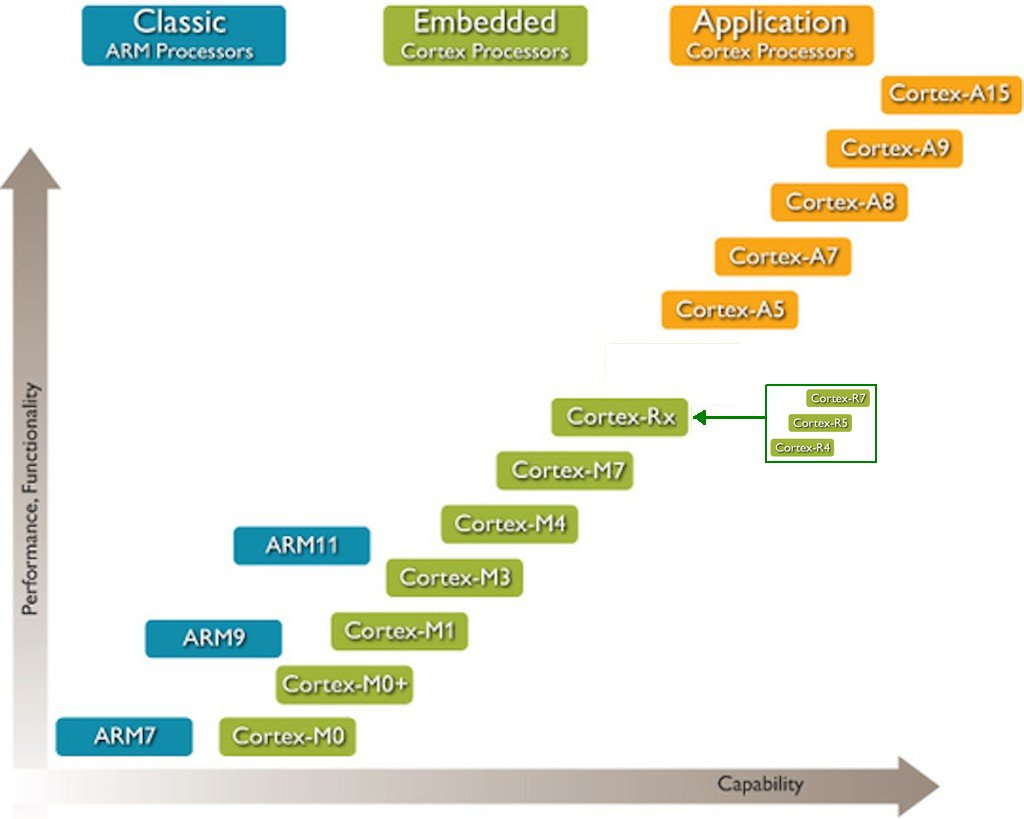 Classic
ARM Processors
Embedded
Cortex Processors
Application
Cortex Processors
Cortex-A15
Cortex-A9
Cortex-A8
Cortex-A7
Cortex-A5
Cortex-R7
Cortex-Rx
Cortex-R5
Cortex-R4
Cortex-M7
Cortex-M4
ARM11
Cortex-M3
Cortex-M1
ARM9
Cortex-M0+
ARM7
Cortex-M0
Performance, Functionality
Capability